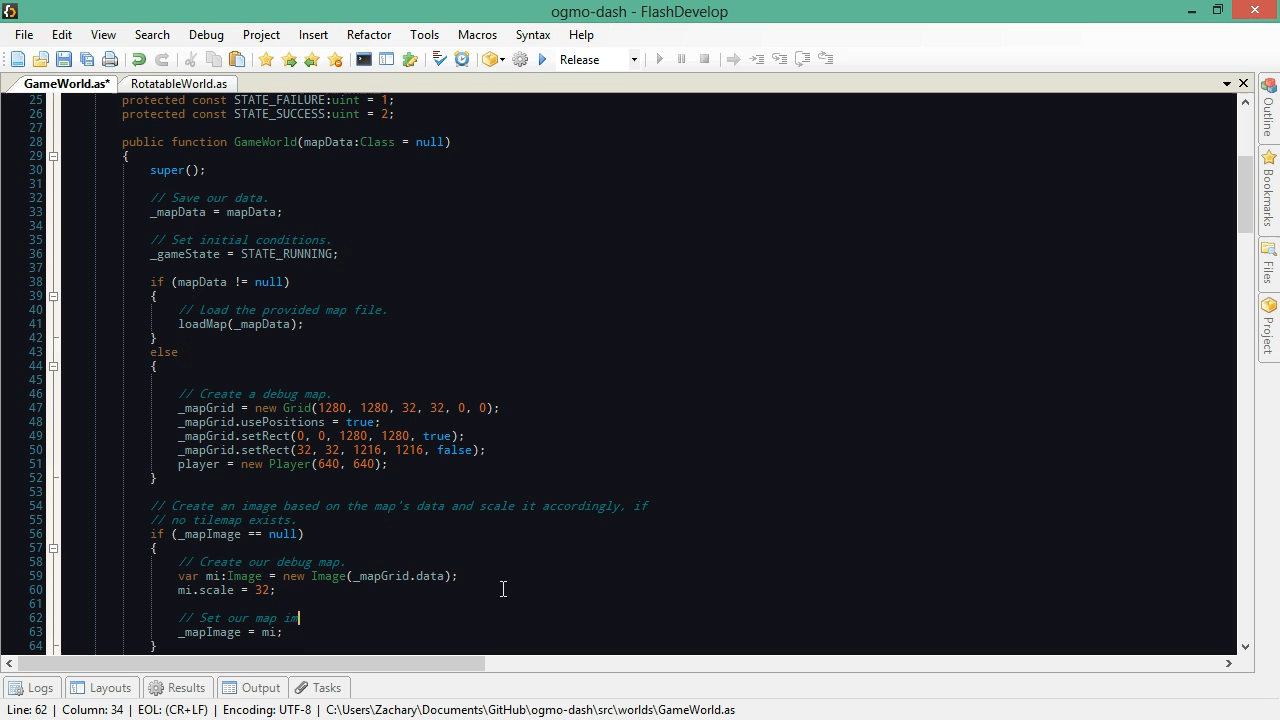 ogmo-dash - FlashDevelop
File Edit View Search Debug Project Insert Refactor Tools Macros Syntax Help
Release
GameWorld.as* RotatableWorld.as
25 protected const STATE_FAILURE:uint = 1;
26 protected const STATE_SUCCESS:uint = 2;
27
28 public function GameWorld(mapData:Class = null)
29 {
30 super();
31
32 // Save our data.
33 _mapData = mapData;
34
35 // Set initial conditions.
36 _gameState = STATE_RUNNING;
37
38 if (mapData != null)
39 {
40 // Load the provided map file.
41 loadMap(_mapData);
42 }
43 else
44 {
45
46 // Create a debug map.
47 _mapGrid = new Grid(1280, 1280, 32, 32, 0, 0);
48 _mapGrid.usePositions = true;
49 _mapGrid.setRect(0, 0, 1280, 1280, true);
50 _mapGrid.setRect(32, 32, 1216, 1216, false);
51 player = new Player(640, 640);
52 }
53
54 // Create an image based on the map's data and scale it accordingly, if
55 // no tilemap exists.
56 if (_mapImage == null)
57 {
58 // Create our debug map.
59 var mi:Image = new Image(_mapGrid.data);
60 mi.scale = 32;
61
62 // Set our map im
63 _mapImage = mi;
64 }
Outline
Bookmarks
Files
Project
Logs Layouts Results Output Tasks
Line: 62 | Column: 34 | EOL: (CR+LF) | Encoding: UTF-8 | C:\Users\Zachary\Documents\GitHub\ogmo-dash\src\worlds\GameWorld.as